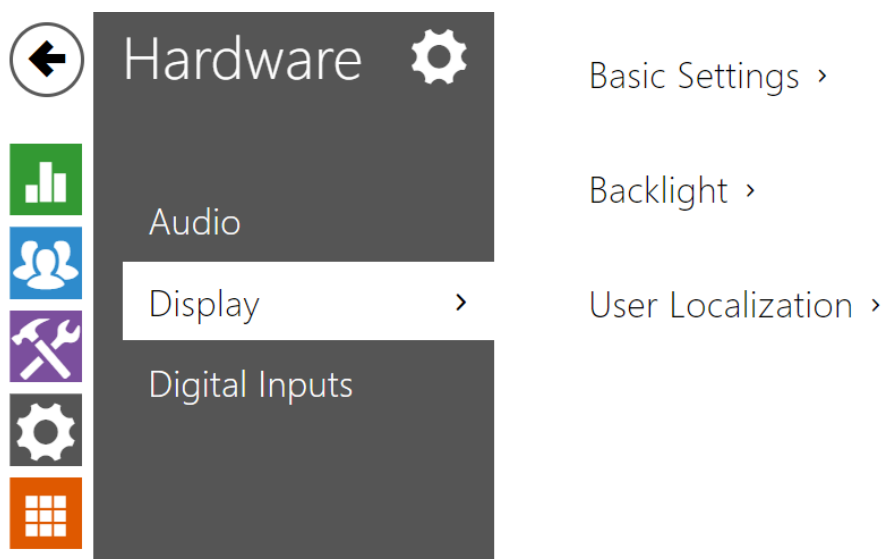 Hardware
Audio
Display
Digital Inputs
Basic Settings
Backlight
User Localization